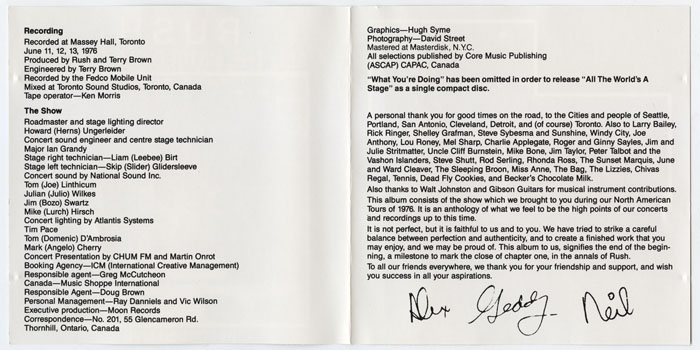 Recording
Recorded at Massey Hall, Toronto
June 11, 12, 13, 1976
Produced by Rush and Terry Brown
Engineered by Terry Brown
Recorded by the Fedco Mobile Unit
Mixed at Toronto Sound Studios, Toronto, Canada
Tape operator—Ken Morris
The Show
Roadmaster and stage lighting director
Howard (Herns) Ungerleider
Concert sound engineer and centre stage technician
Major Ian Grandy
Stage right technician—Liam (Leebee) Birt
Stage left technician—Skip (Slider) Glidersleeve
Concert sound by National Sound Inc.
Tom (Joe) Linthicum
Julian (Julio) Wilkes
Jim (Bozo) Swartz
Mike (Lurch) Hirsch
Concert lighting by Atlantis Systems
Tim Pace
Tom (Domenic) D'Ambrosia
Mark (Angelo) Cherry
Concert Presentation by CHUM FM and Martin Onrot
Booking Agency—ICM (International Creative Management)
Responsible agent—Greg McCutcheon
Canada—Music Shoppe International
Responsible Agent—Doug Brown
Personal Management—Ray Danniels and Vic Wilson
Executive production—Moon Records
Correspondence—No. 201, 55 Glencameron Rd.
Thornhill, Ontario, Canada
Graphics—Hugh Syme
Photography—David Street
Mastered at Masterdisk, N.Y.C.
All selections published by Core Music Publishing
(ASCAP) CAPAC, Canada
"What You're Doing" has been omitted in order to release "All The World's A
Stage" as a single compact disc.
A personal thank you for good times on the road, to the Cities and people of Seattle,
Portland, San Antonio, Cleveland, Detroit, and (of course) Toronto. Also to Larry Bailey,
Rick Ringer, Shelley Grafman, Steve Sybesma and Sunshine, Windy City, Joe
Anthony, Lou Roney, Mel Sharp, Charlie Applegate, Roger and Ginny Sayles, Jim and
Julie Stritmatter, Uncle Cliff Burnstein, Mike Bone, Jim Taylor, Peter Talbot and the
Vashon Islanders, Steve Shutt, Rod Serling, Rhonda Ross, The Sunset Marquis, June
and Ward Cleaver, The Sleeping Broon, Miss Anne, The Bag, The Lizzies, Chivas
Regal, Tennis, Dead Fly Cookies, and Becker's Chocolate Milk.
Also thanks to Walt Johnston and Gibson Guitars for musical instrument contributions.
This album consists of the show which we brought to you during our North American
Tours of 1976. It is an anthology of what we feel to be the high points of our concerts
and recordings up to this time.
It is not perfect, but it is faithful to us and to you. We have tried to strike a careful
balance between perfection and authenticity, and to create a finished work that you
may enjoy, and we may be proud of. This album to us, signifies the end of the begin-
ning, a milestone to mark the close of chapter one, in the annals of Rush.
To all our friends everywhere, we thank you for your friendship and support, and wish
you success in all your aspirations.
Alex Geddy Neil